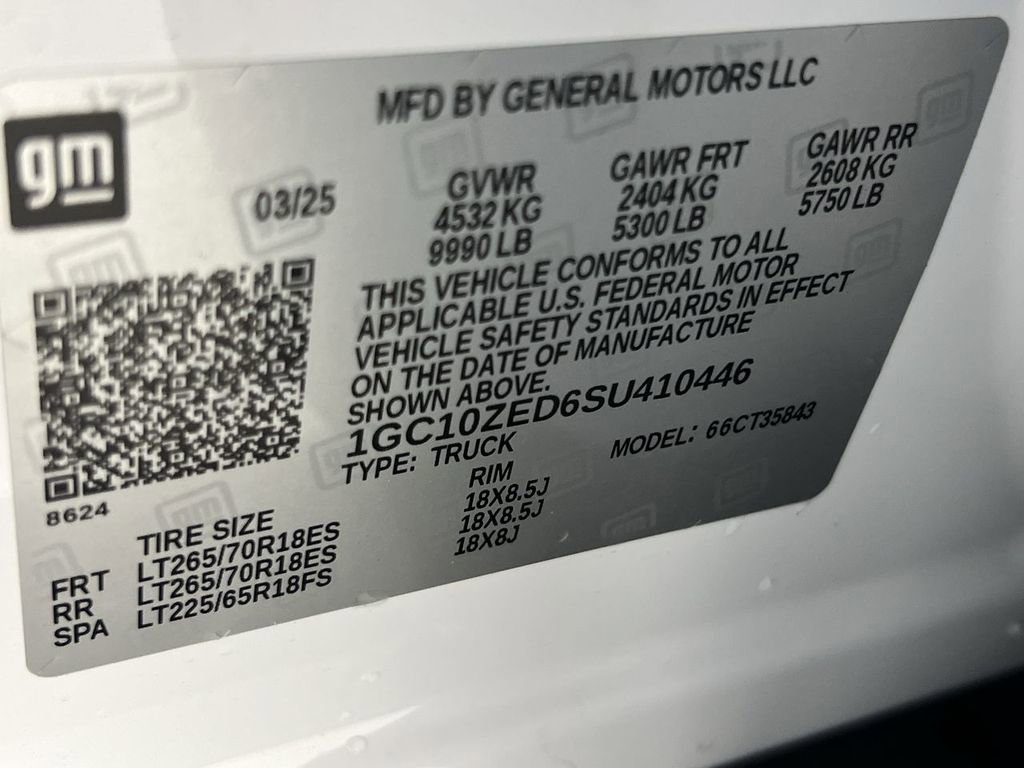 MFD BY GENERAL MOTORS LLC
gm
03/25
GVWR
4532 KG
9990 LB
GAWR FRT
2404 KG
5300 LB
GAWR RR
2608 KG
5750 LB
THIS VEHICLE CONFORMS TO ALL
APPLICABLE U.S. FEDERAL MOTOR
VEHICLE SAFETY STANDARDS IN EFFECT
ON THE DATE OF MANUFACTURE
SHOWN ABOVE.
1GC10ZED6SU410446
TYPE: TRUCK
MODEL: 66CT35843
8624
TIRE SIZE
RIM
FRT LT265/70R18ES 18X8.5J
RR LT265/70R18ES 18X8.5J
SPA LT225/65R18FS 18X8J